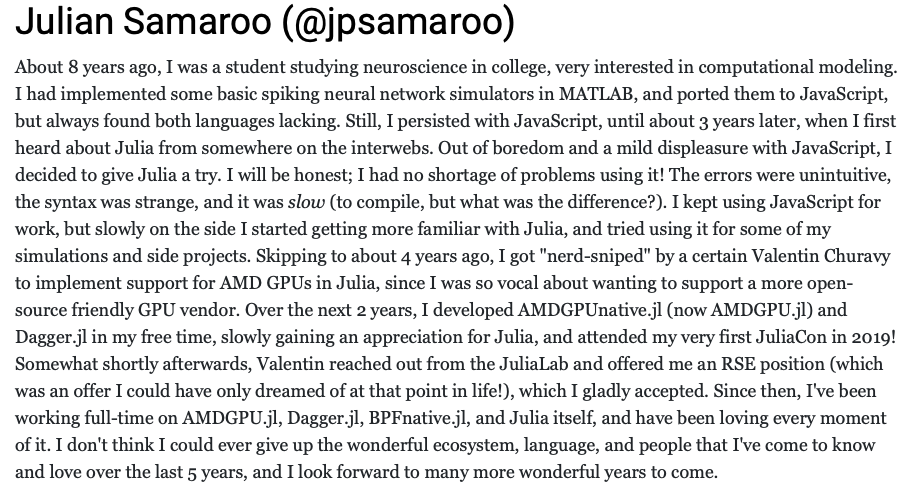 Julian Samaroo (@jpsamaroo)
About 8 years ago, I was a student studying neuroscience in college, very interested in computational modeling.
I had implemented some basic spiking neural network simulators in MATLAB, and ported them to JavaScript,
but always found both languages lacking. Still, I persisted with JavaScript, until about 3 years later, when I first
heard about Julia from somewhere on the interwebs. Out of boredom and a mild displeasure with JavaScript, I
decided to give Julia a try. I will be honest; I had no shortage of problems using it! The errors were unintuitive,
the syntax was strange, and it was slow (to compile, but what was the difference?). I kept using JavaScript for
work, but slowly on the side I started getting more familiar with Julia, and tried using it for some of my
simulations and side projects. Skipping to about 4 years ago, I got "nerd-sniped" by a certain Valentin Churavy
to implement support for AMD GPUs in Julia, since I was so vocal about wanting to support a more open-
source friendly GPU vendor. Over the next 2 years, I developed AMDGPUnative.jl (now AMDGPU.jl) and
Dagger.jl in my free time, slowly gaining an appreciation for Julia, and attended my very first JuliaCon in 2019!
Somewhat shortly afterwards, Valentin reached out from the JuliaLab and offered me an RSE position (which
was an offer I could have only dreamed of at that point in life!), which I gladly accepted. Since then, I've been
working full-time on AMDGPU.jl, Dagger.jl, BPFnative.jl, and Julia itself, and have been loving every moment
of it. I don't think I could ever give up the wonderful ecosystem, language, and people that I've come to know
and love over the last 5 years, and I look forward to many more wonderful years to come.